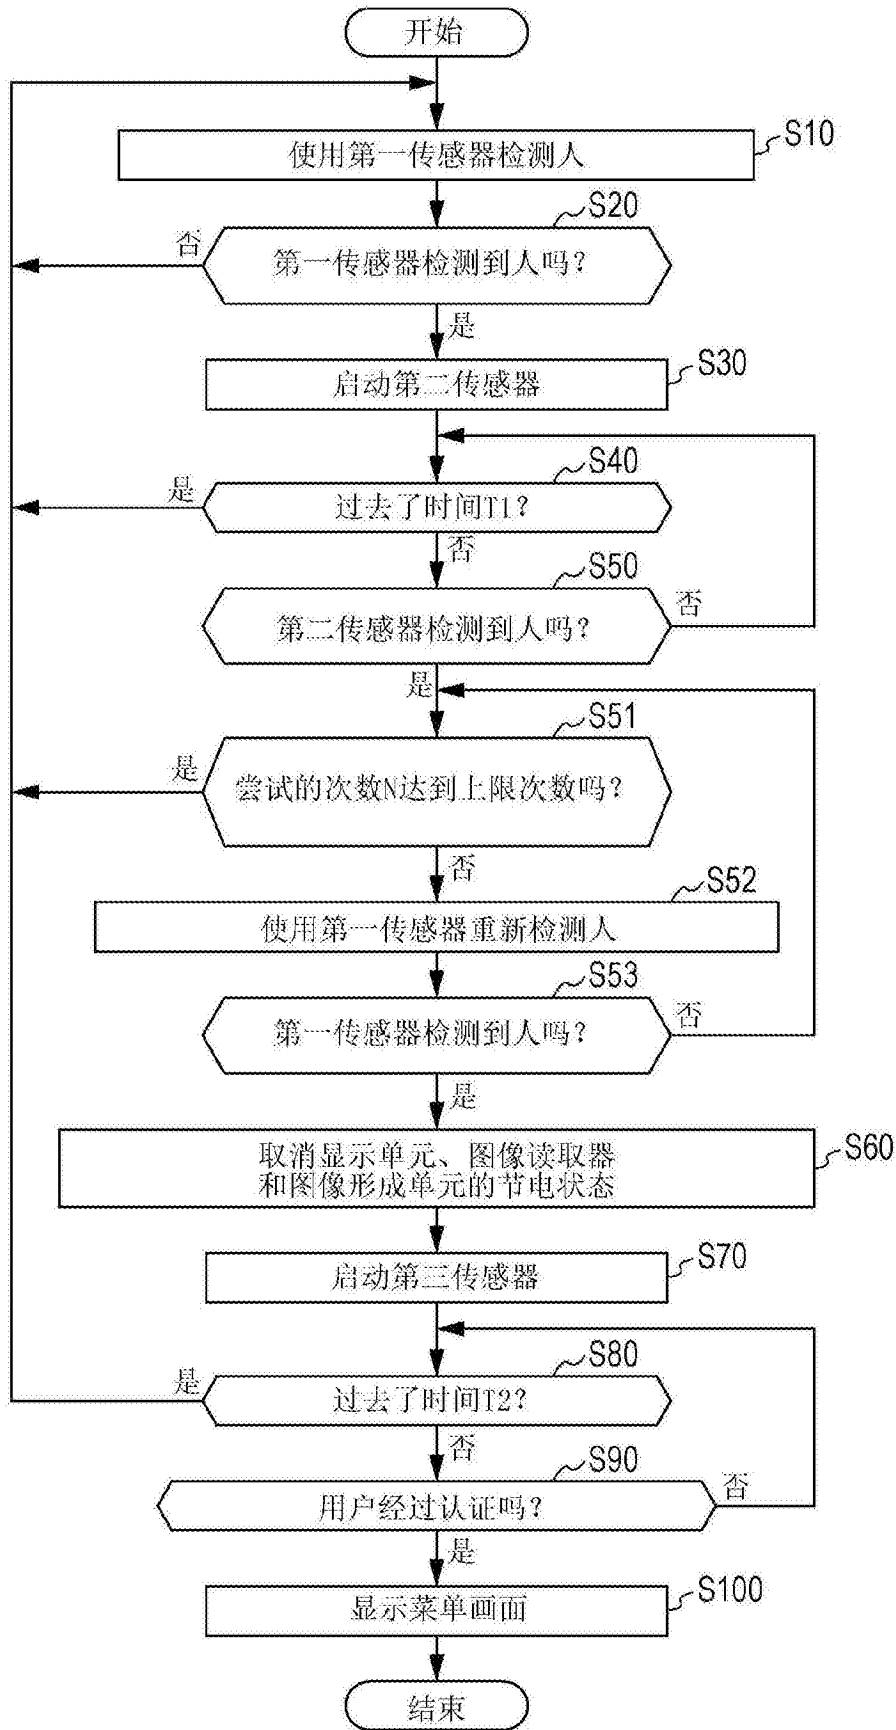 开始
使用第一传感器检测人
S10
S20
第一传感器检测到人吗？
否
是
启动第二传感器
S30
S40
过去了时间T1？
是
否
S50
第二传感器检测到人吗？
否
是
S51
尝试的次数N达到上限次数吗？
是
否
S52
使用第一传感器重新检测人
S53
第一传感器检测到人吗？
否
是
取消显示单元、图像读取器
和图像形成单元的节电状态
S60
启动第三传感器
S70
S80
过去了时间T2？
是
否
S90
用户经过认证吗？
否
是
显示菜单画面
S100
结束